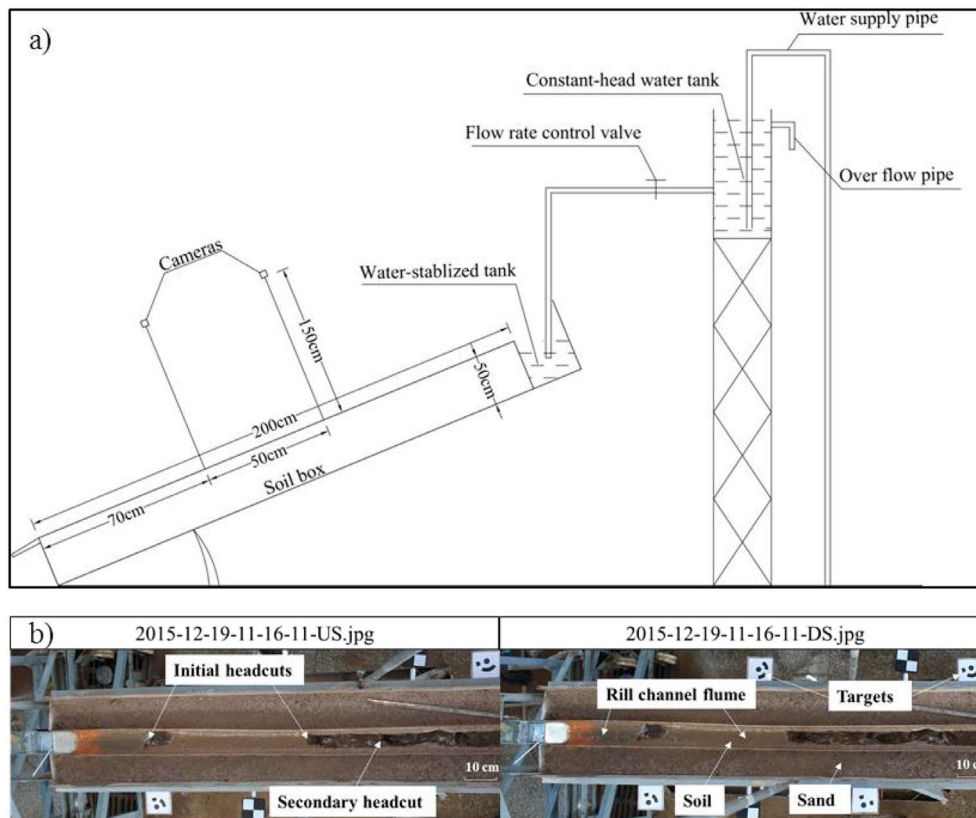 a)
Water supply pipe
Constant-head water tank
Flow rate control valve
Over flow pipe
Cameras
Water-stablized tank
150cm
50cm
200cm
50cm
Soil box
70cm
b)
2015-12-19-11-16-11-US.jpg
2015-12-19-11-16-11-DS.jpg
Initial headcuts
Rill channel flume
Targets
10 cm
10 cm
Secondary headcut
Soil
Sand